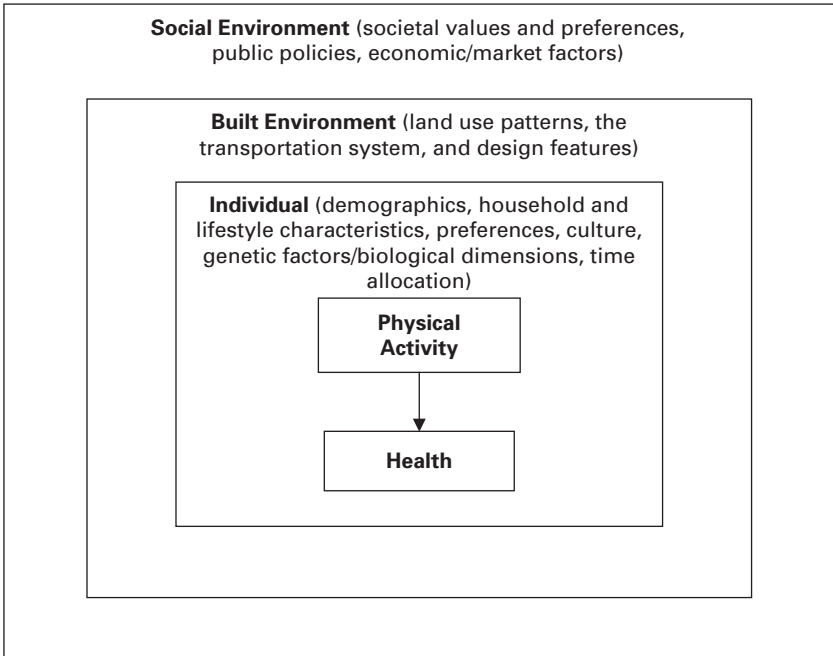 Social Environment (societal values and preferences,
public policies, economic/market factors)
Built Environment (land use patterns, the
transportation system, and design features)
Individual (demographics, household and
lifestyle characteristics, preferences, culture,
genetic factors/biological dimensions, time
allocation)
Physical
Activity
Health